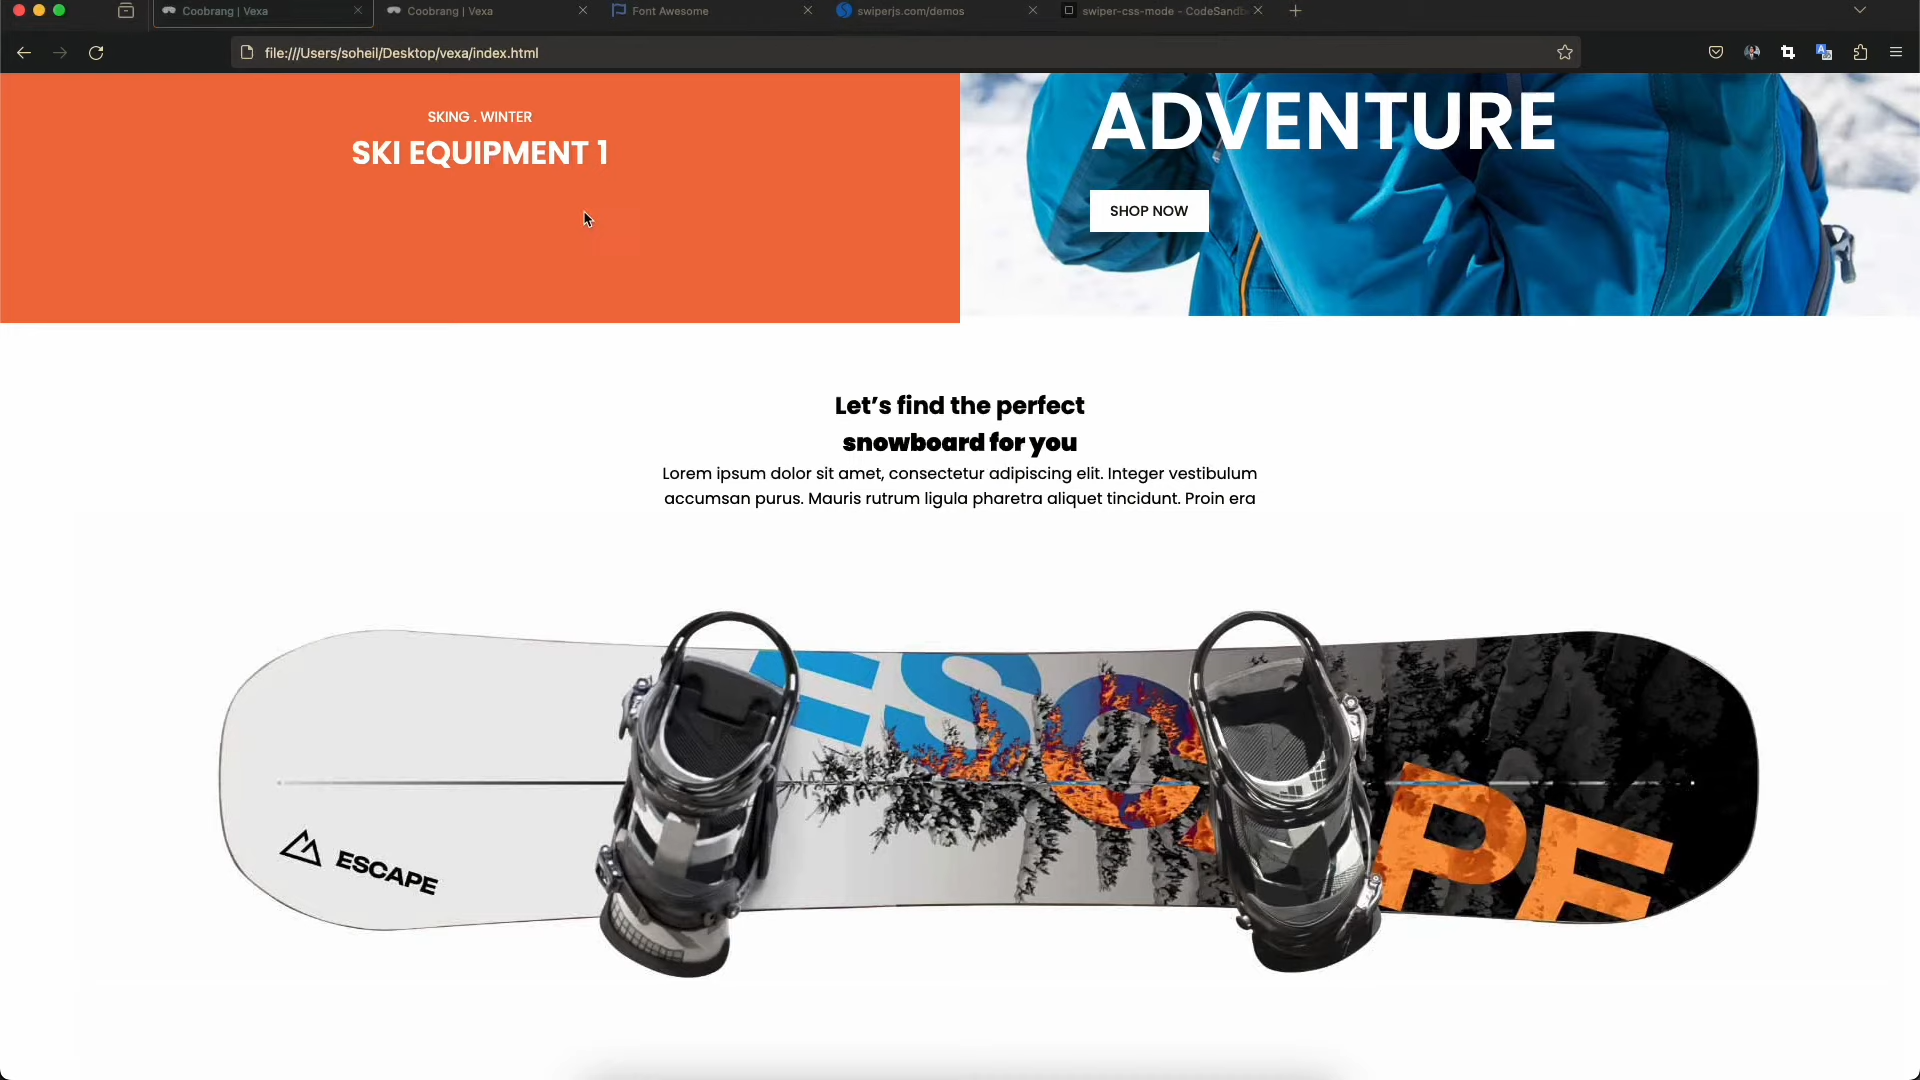 Coobrang | Vexa
Coobrang | Vexa
Font Awesome
swiperjs.com/demos
swiper-css-mode - CodeSandb
file:///Users/soheil/Desktop/vexa/index.html
SKING . WINTER
SKI EQUIPMENT 1
ADVENTURE
SHOP NOW
Let’s find the perfect
snowboard for you
Lorem ipsum dolor sit amet, consectetur adipiscing elit. Integer vestibulum
accumsan purus. Mauris rutrum ligula pharetra aliquet tincidunt. Proin era
ESCAPE
ESCAPE